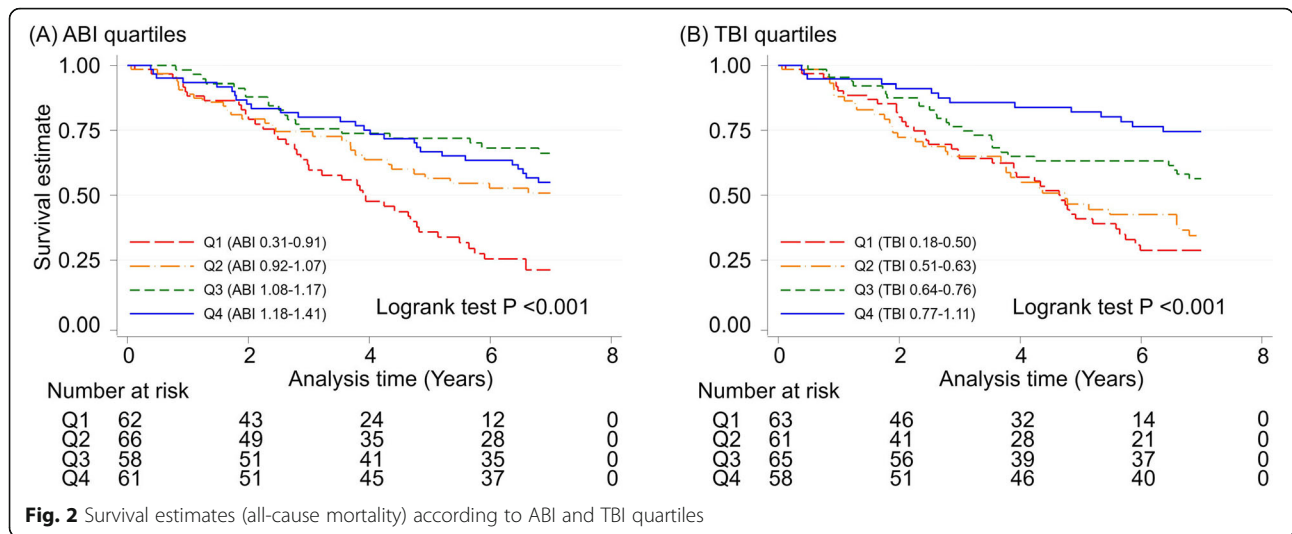 (A) ABI quartiles
1.00
0.75
0.50
0.25
0.00
Survival estimate
Q1 (ABI 0.31-0.91)
Q2 (ABI 0.92-1.07)
Q3 (ABI 1.08-1.17)
Q4 (ABI 1.18-1.41)
Logrank test P <0.001
0 2 4 6 8
Analysis time (Years)
Number at risk
Q1 62 43 24 12 0
Q2 66 49 35 28 0
Q3 58 51 41 35 0
Q4 61 51 45 37 0
(B) TBI quartiles
1.00
0.75
0.50
0.25
0.00
Q1 (TBI 0.18-0.50)
Q2 (TBI 0.51-0.63)
Q3 (TBI 0.64-0.76)
Q4 (TBI 0.77-1.11)
Logrank test P <0.001
0 2 4 6 8
Analysis time (Years)
Number at risk
Q1 63 46 32 14 0
Q2 61 41 28 21 0
Q3 65 56 39 37 0
Q4 58 51 46 40 0
Fig. 2 Survival estimates (all-cause mortality) according to ABI and TBI quartiles